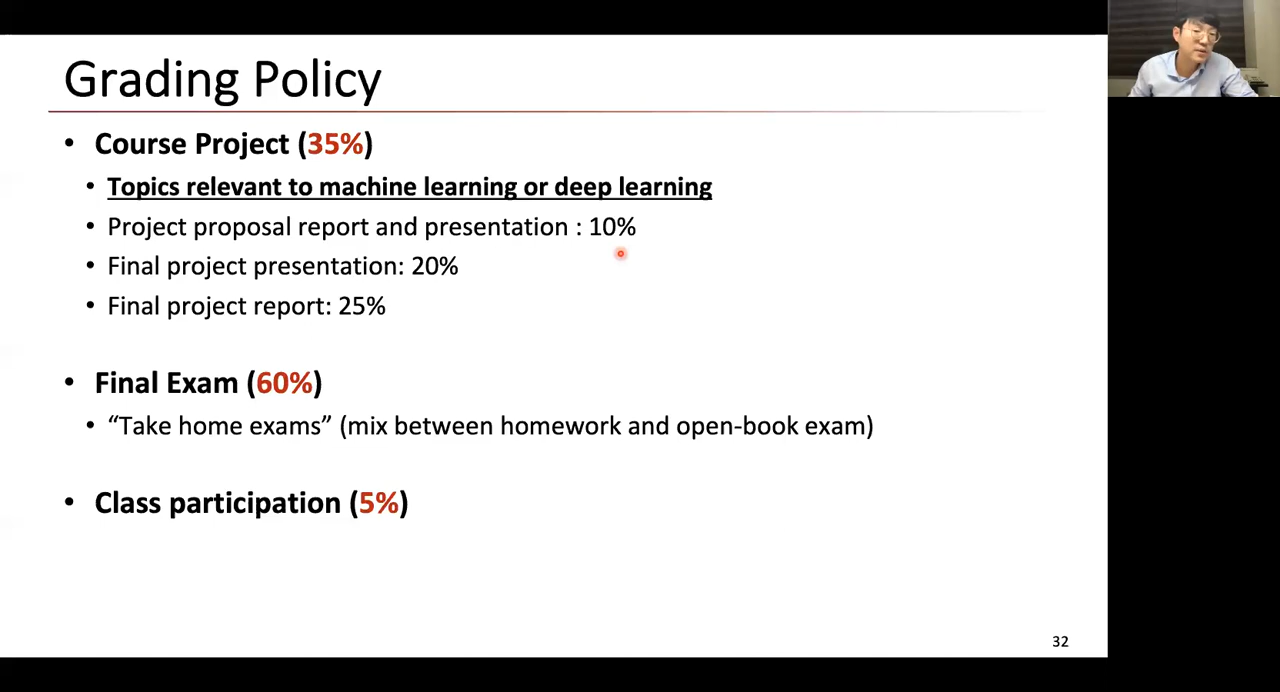 Grading Policy
• Course Project (35%)
• Topics relevant to machine learning or deep learning
• Project proposal report and presentation : 10%
• Final project presentation: 20%
• Final project report: 25%
• Final Exam (60%)
• “Take home exams” (mix between homework and open-book exam)
• Class participation (5%)
32